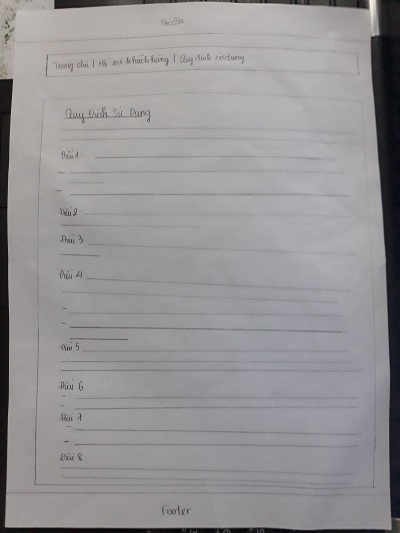 Header
Trang chủ | Hồ sơ khách hàng | Quy định sử dụng
Quy Định Sử Dụng
Điều 1
Điều 2
Điều 3
Điều 4
Điều 5
Điều 6
Điều 7
Điều 8
Footer